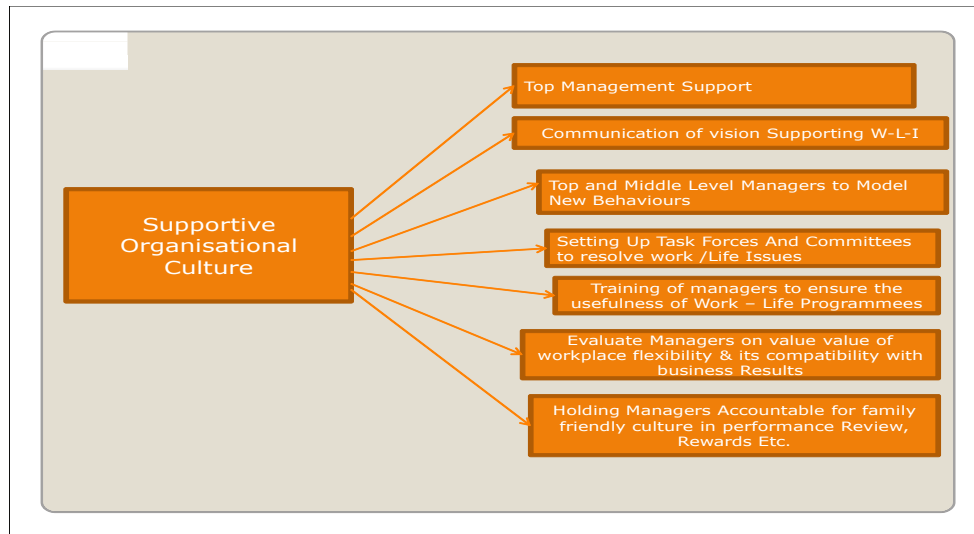 Supportive
Organisational
Culture
Top Management Support
Communication of vision Supporting W-L-I
Top and Middle Level Managers to Model
New Behaviours
Setting Up Task Forces And Committees
to resolve work /Life Issues
Training of managers to ensure the
usefulness of Work – Life Programmees
Evaluate Managers on value value of
workplace flexibility & its compatibility with
business Results
Holding Managers Accountable for family
friendly culture in performance Review,
Rewards Etc.